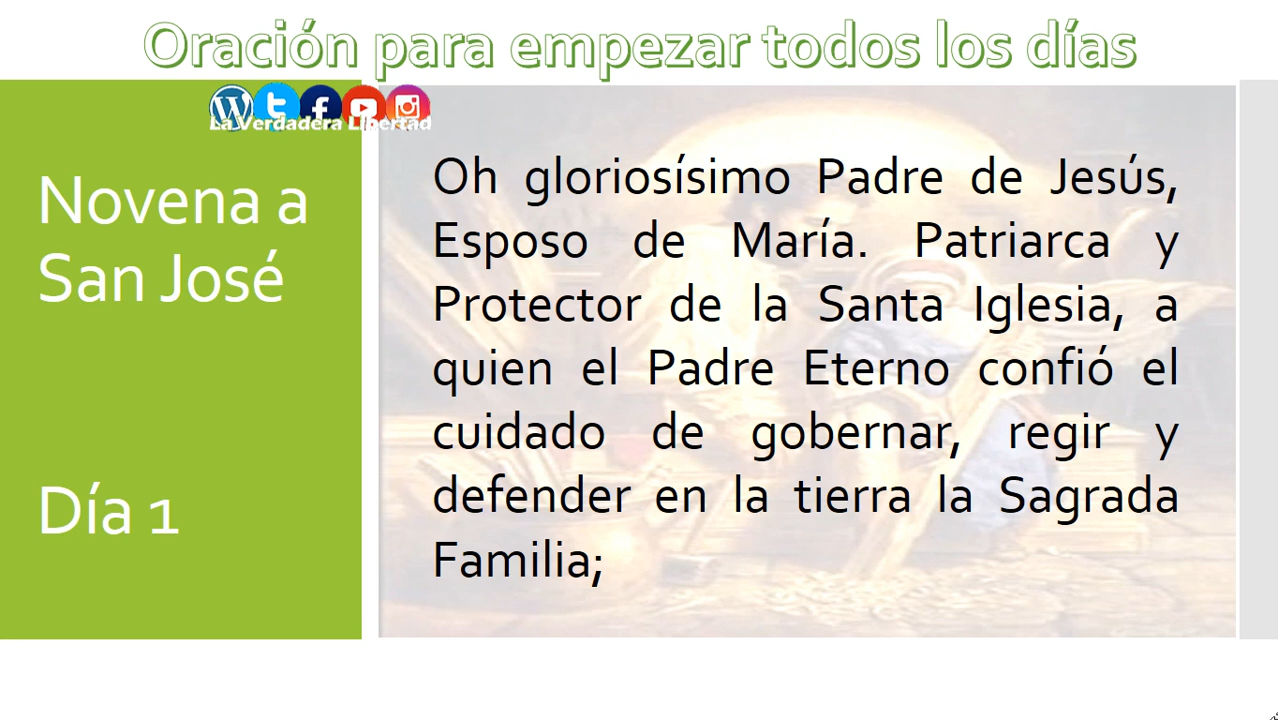 Oración para empezar todos los días
La Verdadera Libertad
Novena a
San José
Día 1
Oh gloriosísimo Padre de Jesús,
Esposo de María. Patriarca y
Protector de la Santa Iglesia, a
quien el Padre Eterno confió el
cuidado de gobernar, regir y
defender en la tierra la Sagrada
Familia;